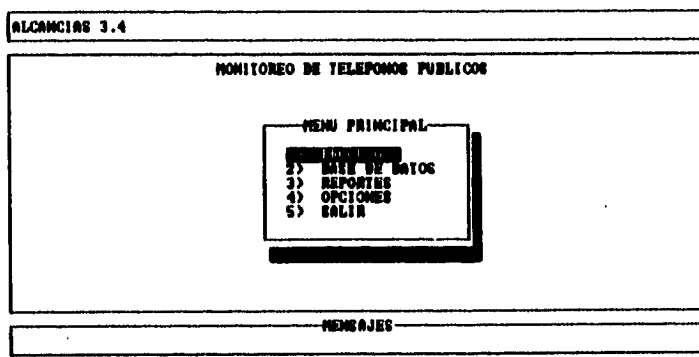 ALCANCIAS 3.4
MONITOREO DE TELEFONOS PUBLICOS
MENU PRINCIPAL
2) BASE DE DATOS
3) REPORTES
4) OPCIONES
5) SALIR
MENSAJES